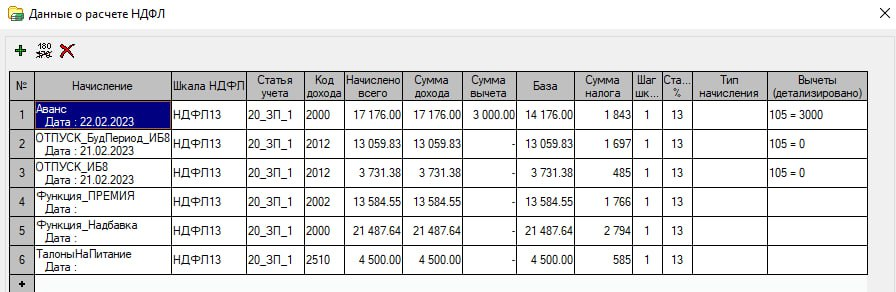 Данные о расчете НДФЛ
№ Начисление Шкала НДФЛ Статья учета Код дохода Начислено всего Сумма дохода Сумма вычета База Сумма налога Шаг шк... Ста... % Тип начисления Вычеты (детализировано)
1 Аванс НДФЛ13 20_ЗП_1 2000 17 176.00 17 176.00 3 000.00 14 176.00 1 843 1 13 105 = 3000
Дата : 22.02.2023
2 ОТПУСК_БудПериод_ИБ8 НДФЛ13 20_ЗП_1 2012 13 059.83 13 059.83 - 13 059.83 1 697 1 13 105 = 0
Дата : 21.02.2023
3 ОТПУСК_ИБ8 НДФЛ13 20_ЗП_1 2012 3 731.38 3 731.38 - 3 731.38 485 1 13 105 = 0
Дата : 21.02.2023
4 Функция_ПРЕМИЯ НДФЛ13 20_ЗП_1 2002 13 584.55 13 584.55 - 13 584.55 1 766 1 13
Дата :
5 Функция_Надбавка НДФЛ13 20_ЗП_1 2000 21 487.64 21 487.64 - 21 487.64 2 794 1 13
Дата :
6 ТалоныНаПитание НДФЛ13 20_ЗП_1 2510 4 500.00 4 500.00 - 4 500.00 585 1 13
Дата :